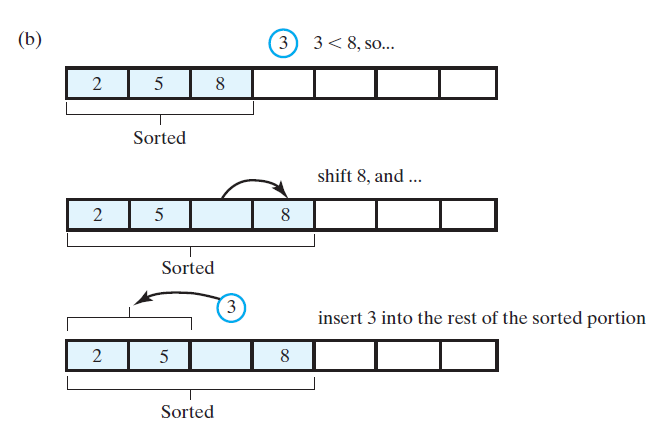 (b)
3 3 < 8, so...
2 5 8
Sorted
shift 8, and ...
2 5 8
Sorted
3
insert 3 into the rest of the sorted portion
2 5 8
Sorted